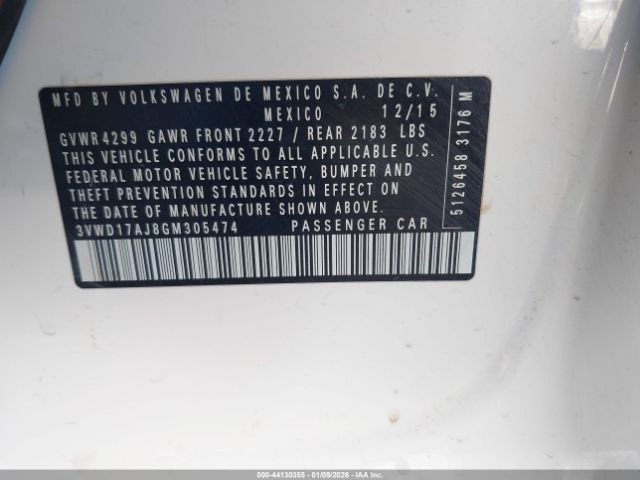 MFD BY VOLKSWAGEN DE MEXICO S.A. DE C.V.
MEXICO 12/15
GVWR 4299 GAWR FRONT 2227 / REAR 2183 LBS
THIS VEHICLE CONFORMS TO ALL APPLICABLE U.S.
FEDERAL MOTOR VEHICLE SAFETY, BUMPER AND
THEFT PREVENTION STANDARDS IN EFFECT ON
THE DATE OF MANUFACTURE SHOWN ABOVE.
3VWD17AJ8GM305474 PASSENGER CAR
5126458 3176 M
000-44130355 - 01/09/2026 - IAA Inc.